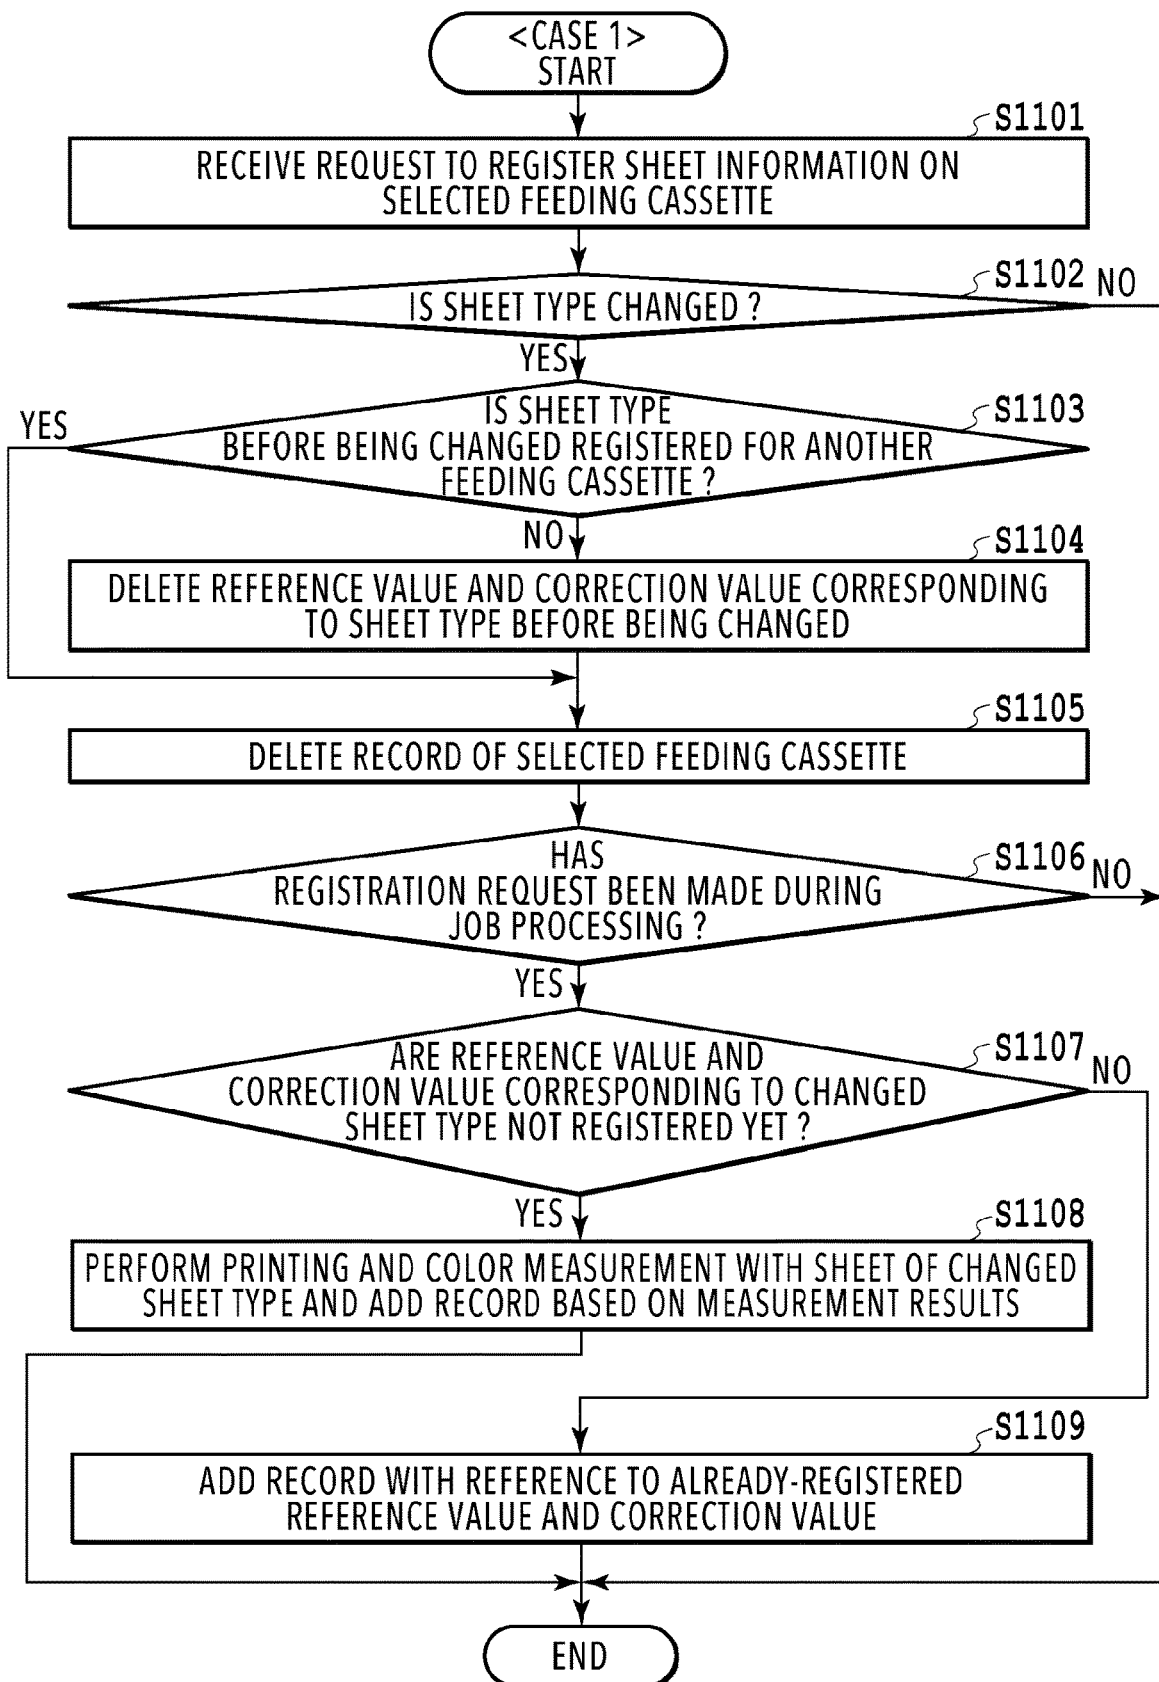 <CASE 1>
START
S1101
RECEIVE REQUEST TO REGISTER SHEET INFORMATION ON
SELECTED FEEDING CASSETTE
S1102
NO
IS SHEET TYPE CHANGED ?
YES
S1103
YES
IS SHEET TYPE
BEFORE BEING CHANGED REGISTERED FOR ANOTHER
FEEDING CASSETTE ?
NO
S1104
DELETE REFERENCE VALUE AND CORRECTION VALUE CORRESPONDING
TO SHEET TYPE BEFORE BEING CHANGED
S1105
DELETE RECORD OF SELECTED FEEDING CASSETTE
S1106
NO
HAS
REGISTRATION REQUEST BEEN MADE DURING
JOB PROCESSING ?
YES
S1107
NO
ARE REFERENCE VALUE AND
CORRECTION VALUE CORRESPONDING TO CHANGED
SHEET TYPE NOT REGISTERED YET ?
YES
S1108
PERFORM PRINTING AND COLOR MEASUREMENT WITH SHEET OF CHANGED
SHEET TYPE AND ADD RECORD BASED ON MEASUREMENT RESULTS
S1109
ADD RECORD WITH REFERENCE TO ALREADY-REGISTERED
REFERENCE VALUE AND CORRECTION VALUE
END